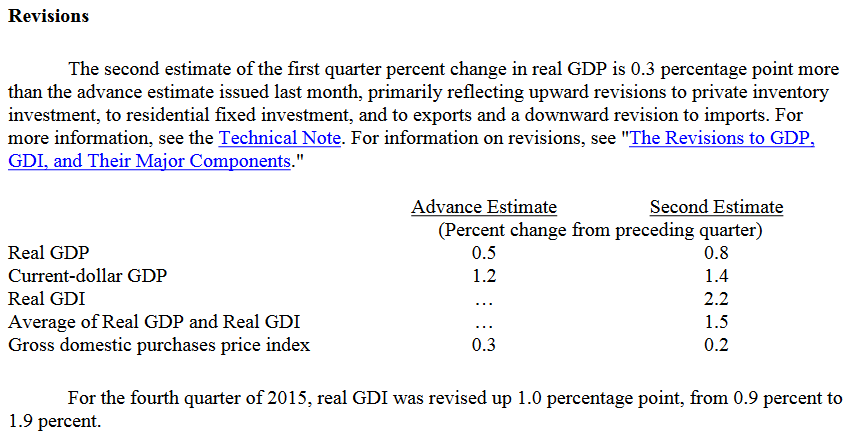 Revisions
The second estimate of the first quarter percent change in real GDP is 0.3 percentage point more
than the advance estimate issued last month, primarily reflecting upward revisions to private inventory
investment, to residential fixed investment, and to exports and a downward revision to imports. For
more information, see the Technical Note. For information on revisions, see "The Revisions to GDP,
GDI, and Their Major Components."
Advance Estimate Second Estimate
(Percent change from preceding quarter)
Real GDP 0.5 0.8
Current-dollar GDP 1.2 1.4
Real GDI … 2.2
Average of Real GDP and Real GDI … 1.5
Gross domestic purchases price index 0.3 0.2
For the fourth quarter of 2015, real GDI was revised up 1.0 percentage point, from 0.9 percent to
1.9 percent.